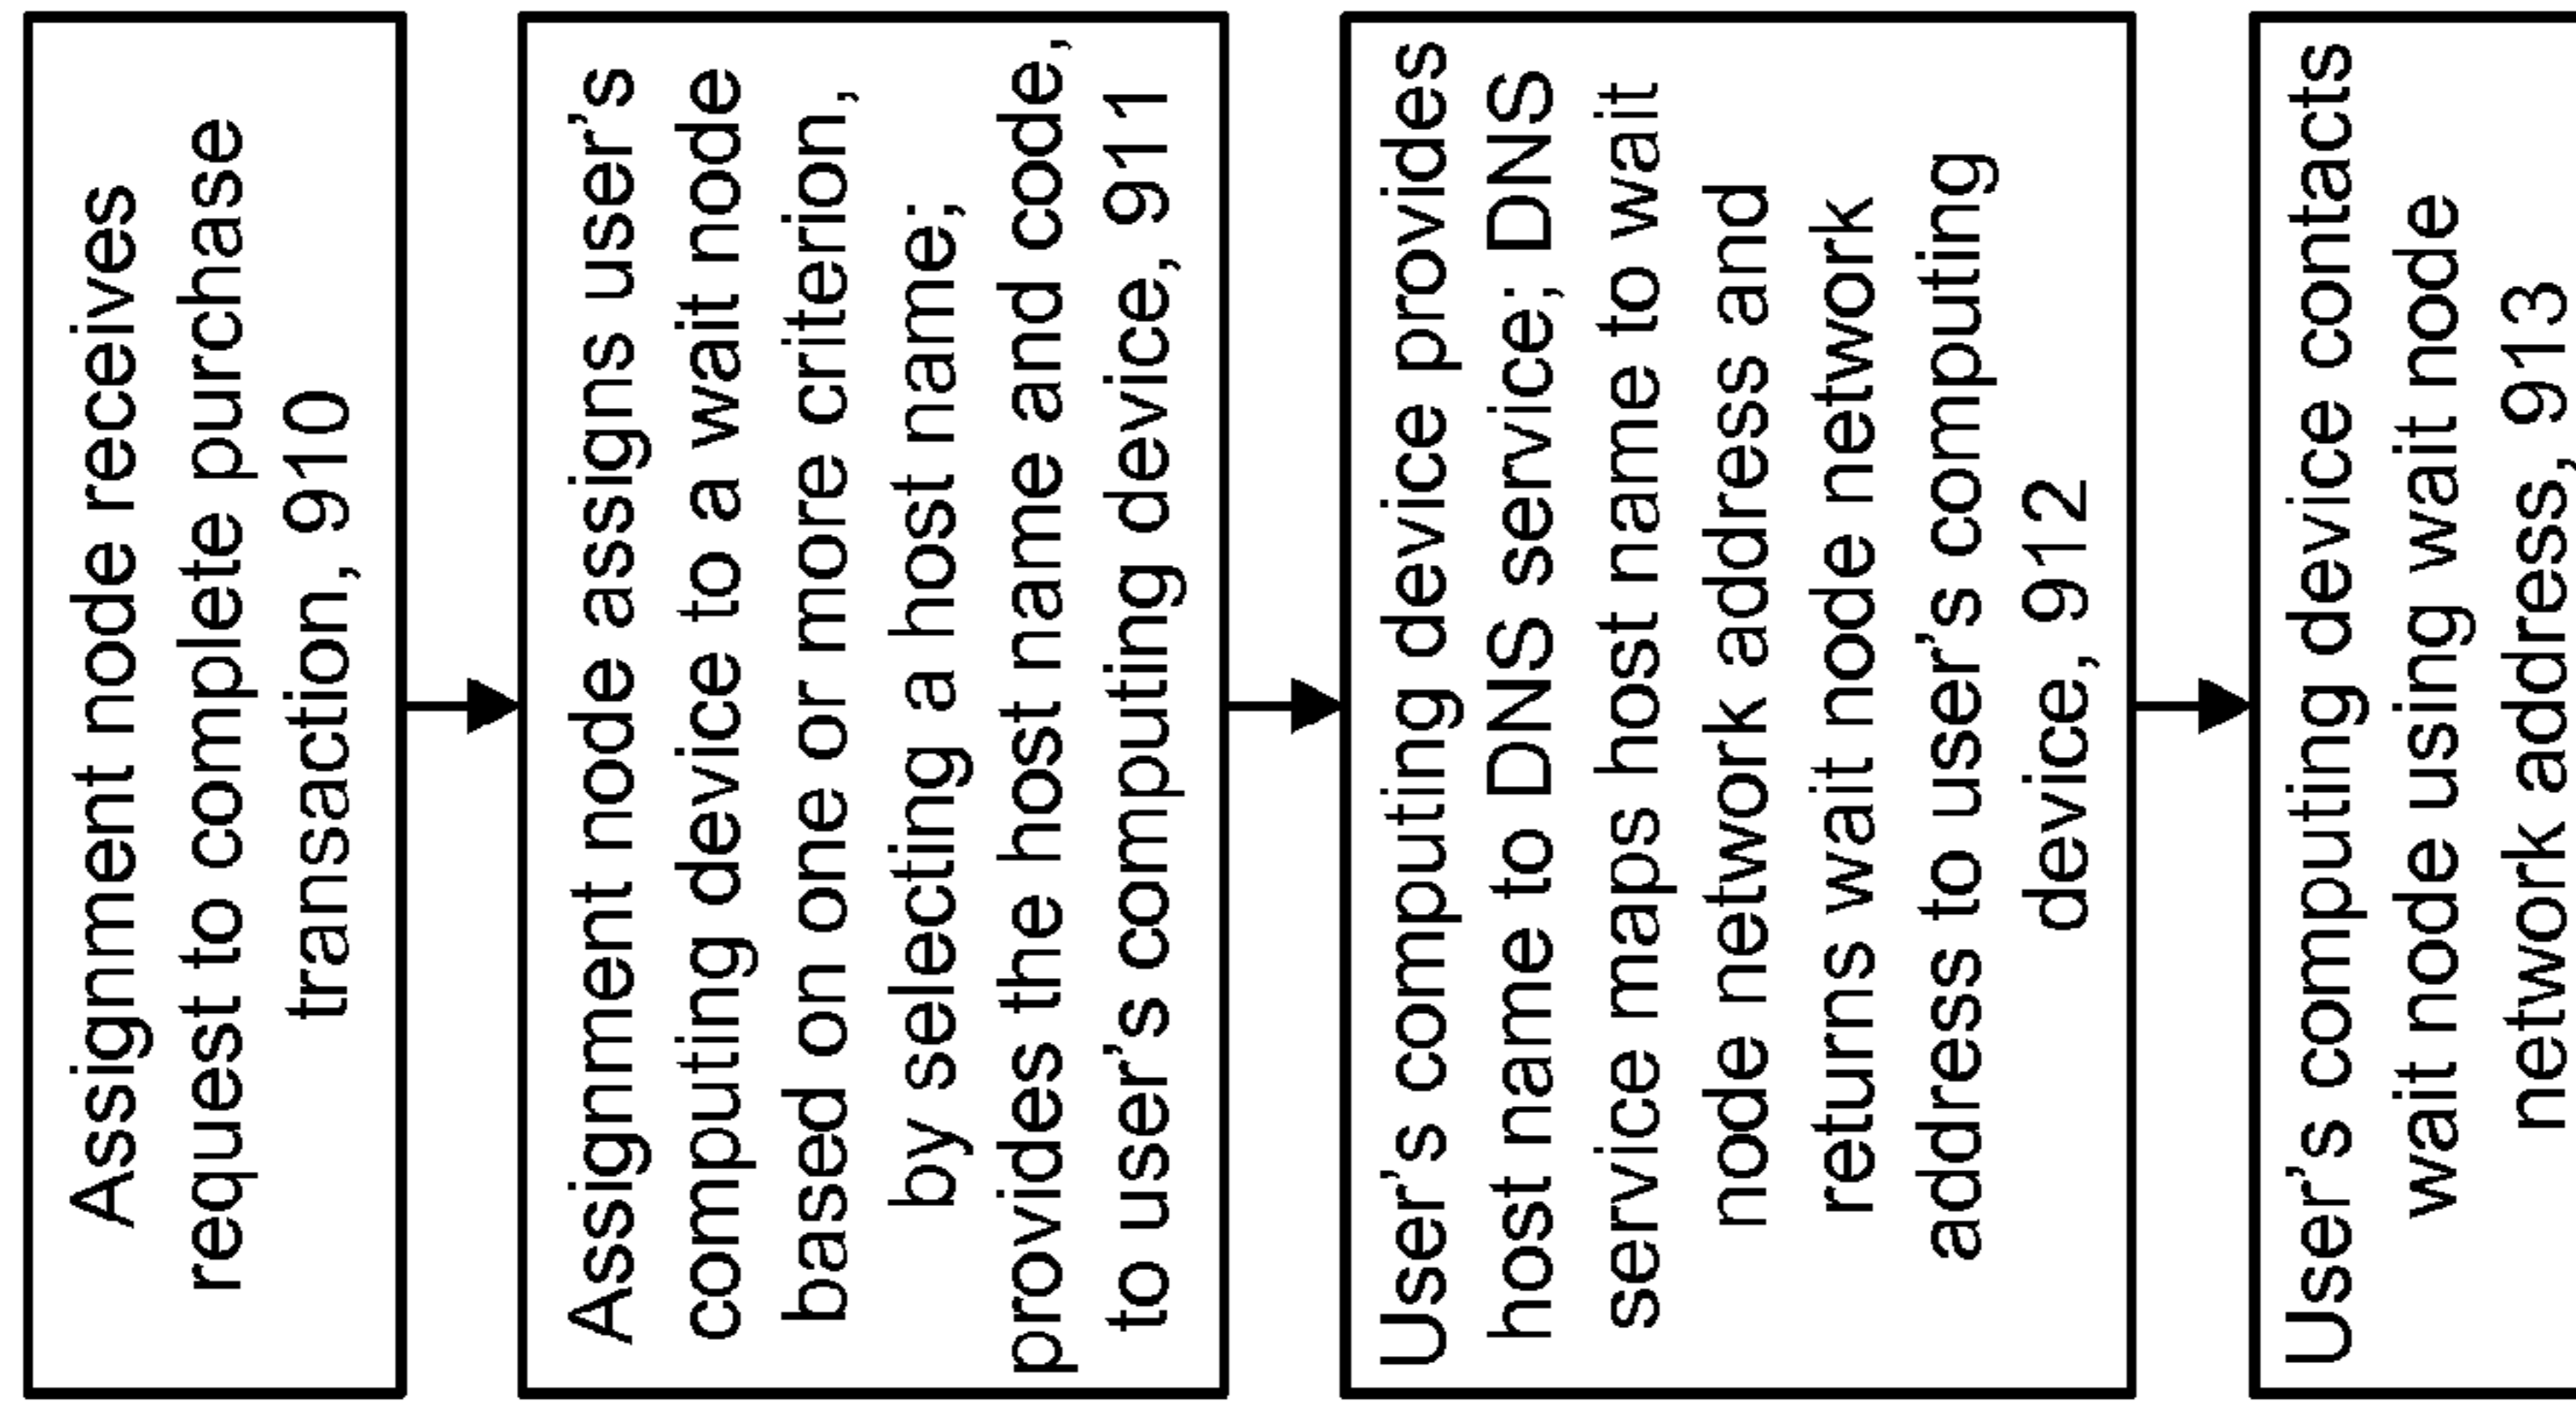 Assignment node receives
request to complete purchase
transaction, 910
Assignment node assigns user's
computing device to a wait node
based on one or more criterion,
by selecting a host name;
provides the host name and code,
to user's computing device, 911
User's computing device provides
host name to DNS service; DNS
service maps host name to wait
node network address and
returns wait node network
address to user's computing
device, 912
User's computing device contacts
wait node using wait node
network address, 913